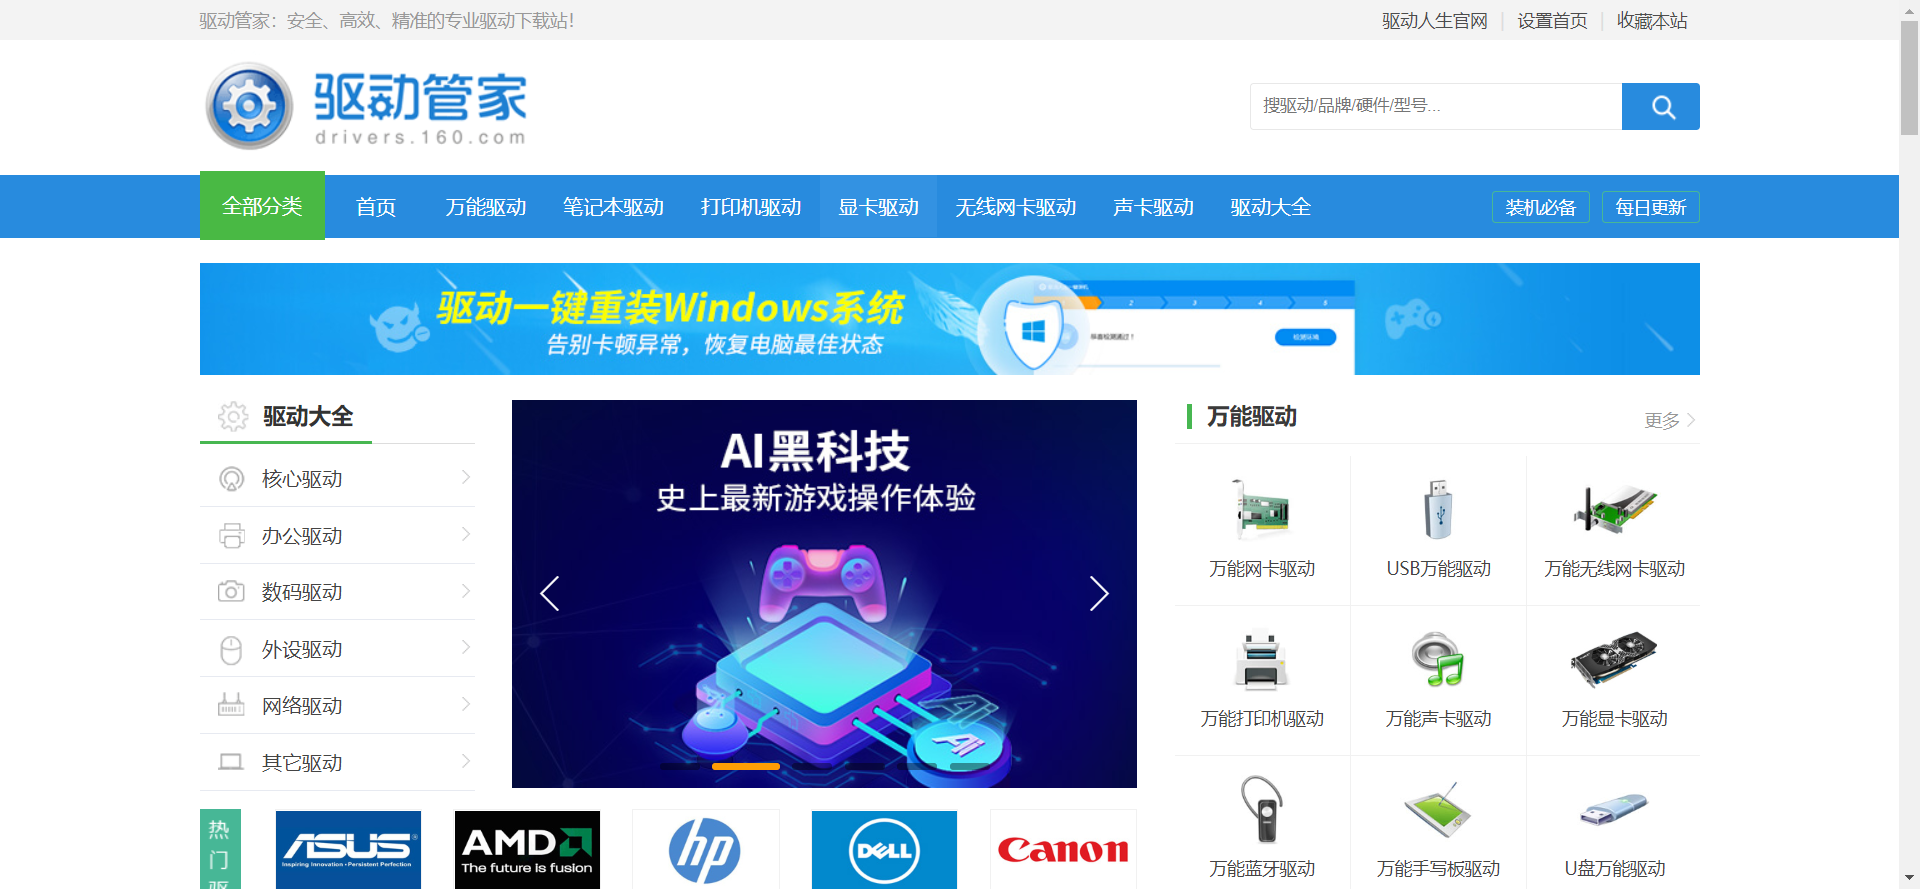 驱动管家：安全、高效、精准的专业驱动下载站！
驱动人生官网 | 设置首页 | 收藏本站
驱动管家
drivers.160.com
搜驱动/品牌/硬件/型号...
全部分类 首页 万能驱动 笔记本驱动 打印机驱动 显卡驱动 无线网卡驱动 声卡驱动 驱动大全 装机必备 每日更新
驱动一键重装Windows系统
告别卡顿异常，恢复电脑最佳状态
1 2 3 4 5
驱动大全
核心驱动
办公驱动
数码驱动
外设驱动
网络驱动
其它驱动
AI黑科技
史上最新游戏操作体验
AI
Ai
万能驱动 更多
万能网卡驱动 USB万能驱动 万能无线网卡驱动
万能打印机驱动 万能声卡驱动 万能显卡驱动
万能蓝牙驱动 万能手写板驱动 U盘万能驱动
热
门
驱
ASUS
Inspiring Innovation • Persistent Perfection
AMD
The future is fusion
hp
DELL
Canon